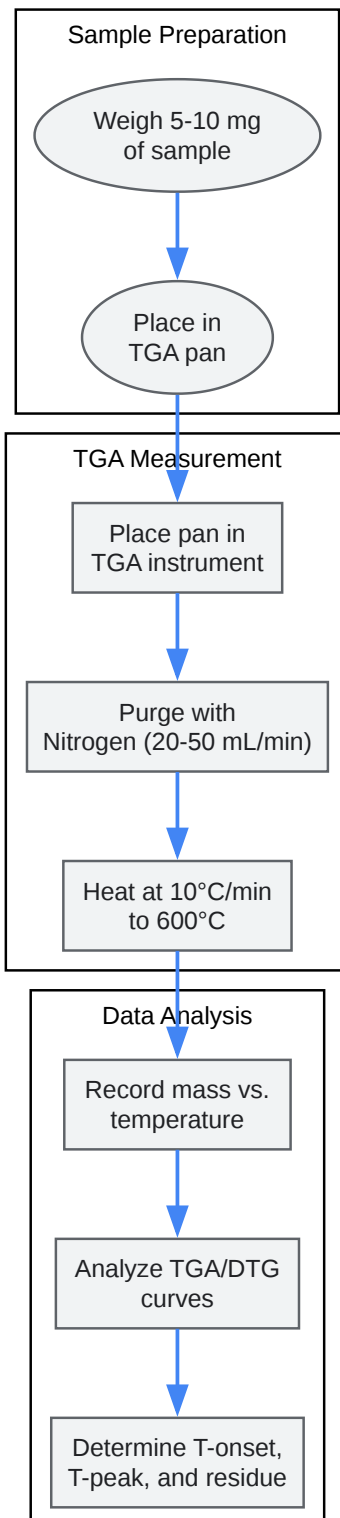 Sample Preparation
Weigh 5-10 mg
of sample
Place in
TGA pan
TGA Measurement
Place pan in
TGA instrument
Purge with
Nitrogen (20-50 mL/min)
Heat at 10°C/min
to 600°C
Data Analysis
Record mass vs.
temperature
Analyze TGA/DTG
curves
Determine T-onset,
T-peak, and residue